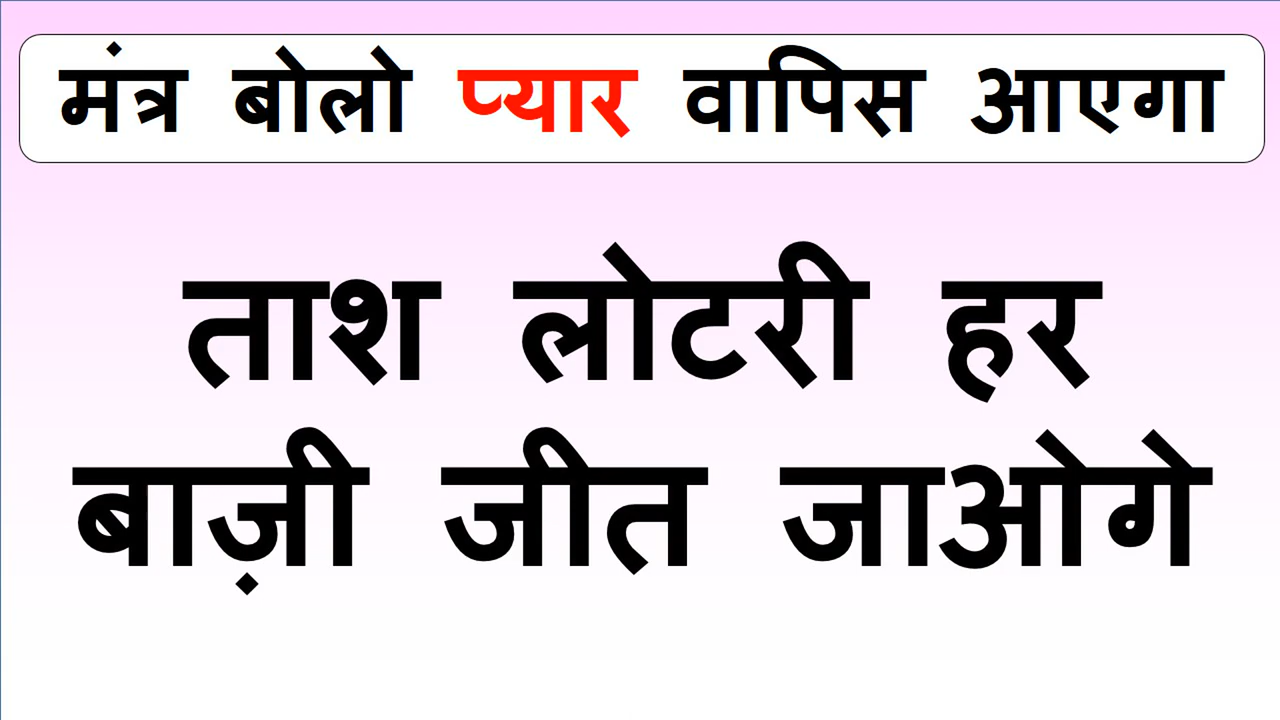 मंत्र बोलो प्यार वापिस आएगा
ताश लोटरी हर
बाज़ी जीत जाओगे